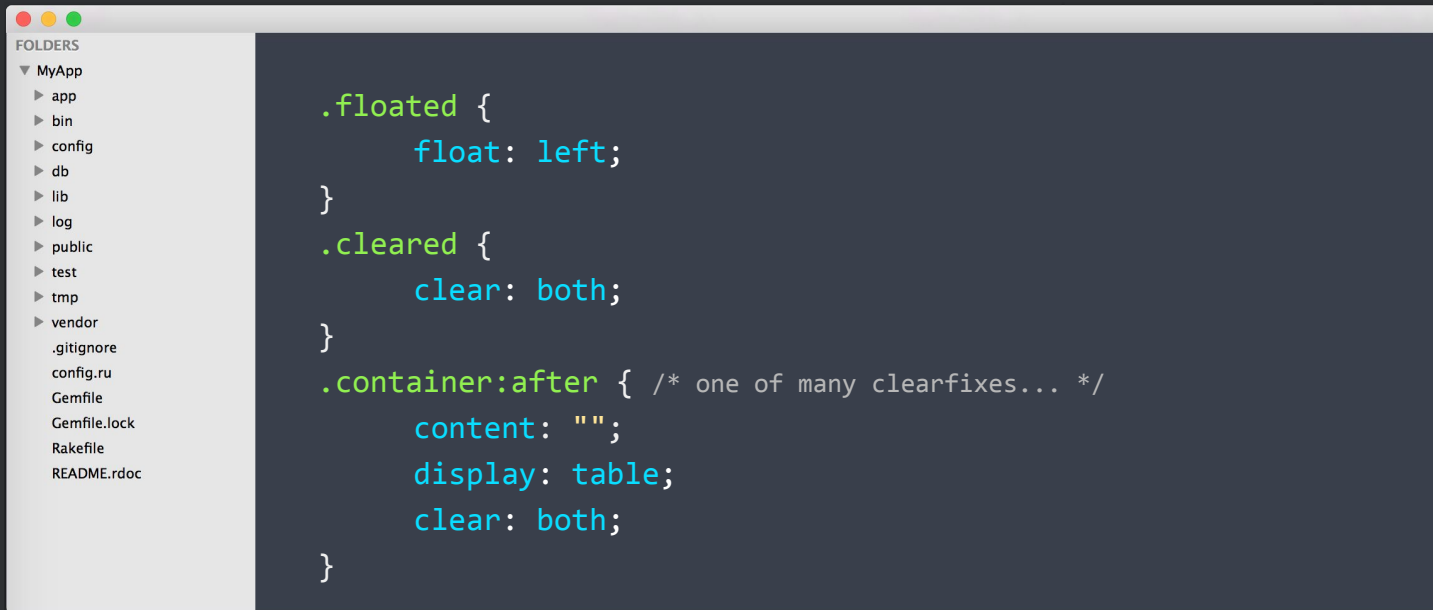 FOLDERS
MyApp
app
bin
config
db
lib
log
public
test
tmp
vendor
.gitignore
config.ru
Gemfile
Gemfile.lock
Rakefile
README.rdoc
.floated {
float: left;
}
.cleared {
clear: both;
}
.container:after { /* one of many clearfixes... */
content: "";
display: table;
clear: both;
}